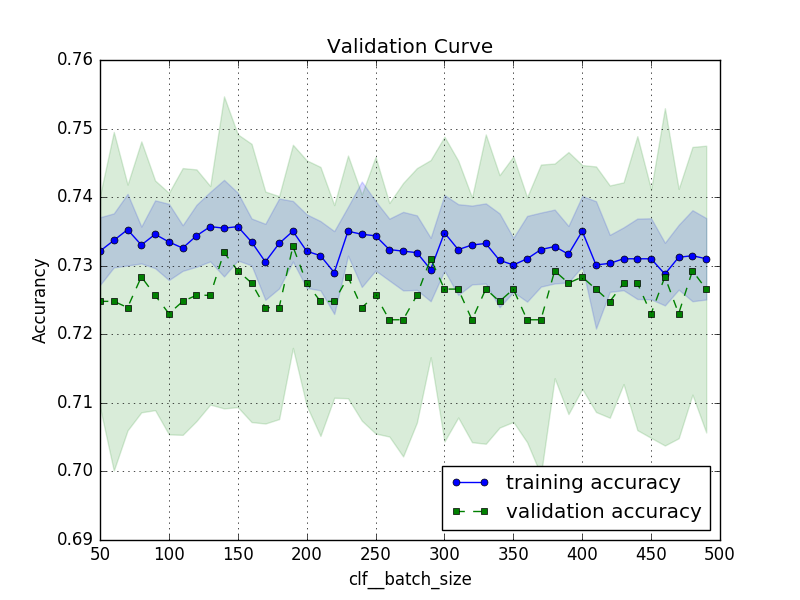 Validation Curve
0.76
0.75
0.74
0.73
0.72
0.71
0.70
0.69
Accurancy
training accuracy
validation accuracy
50 100 150 200 250 300 350 400 450 500
clf__batch_size